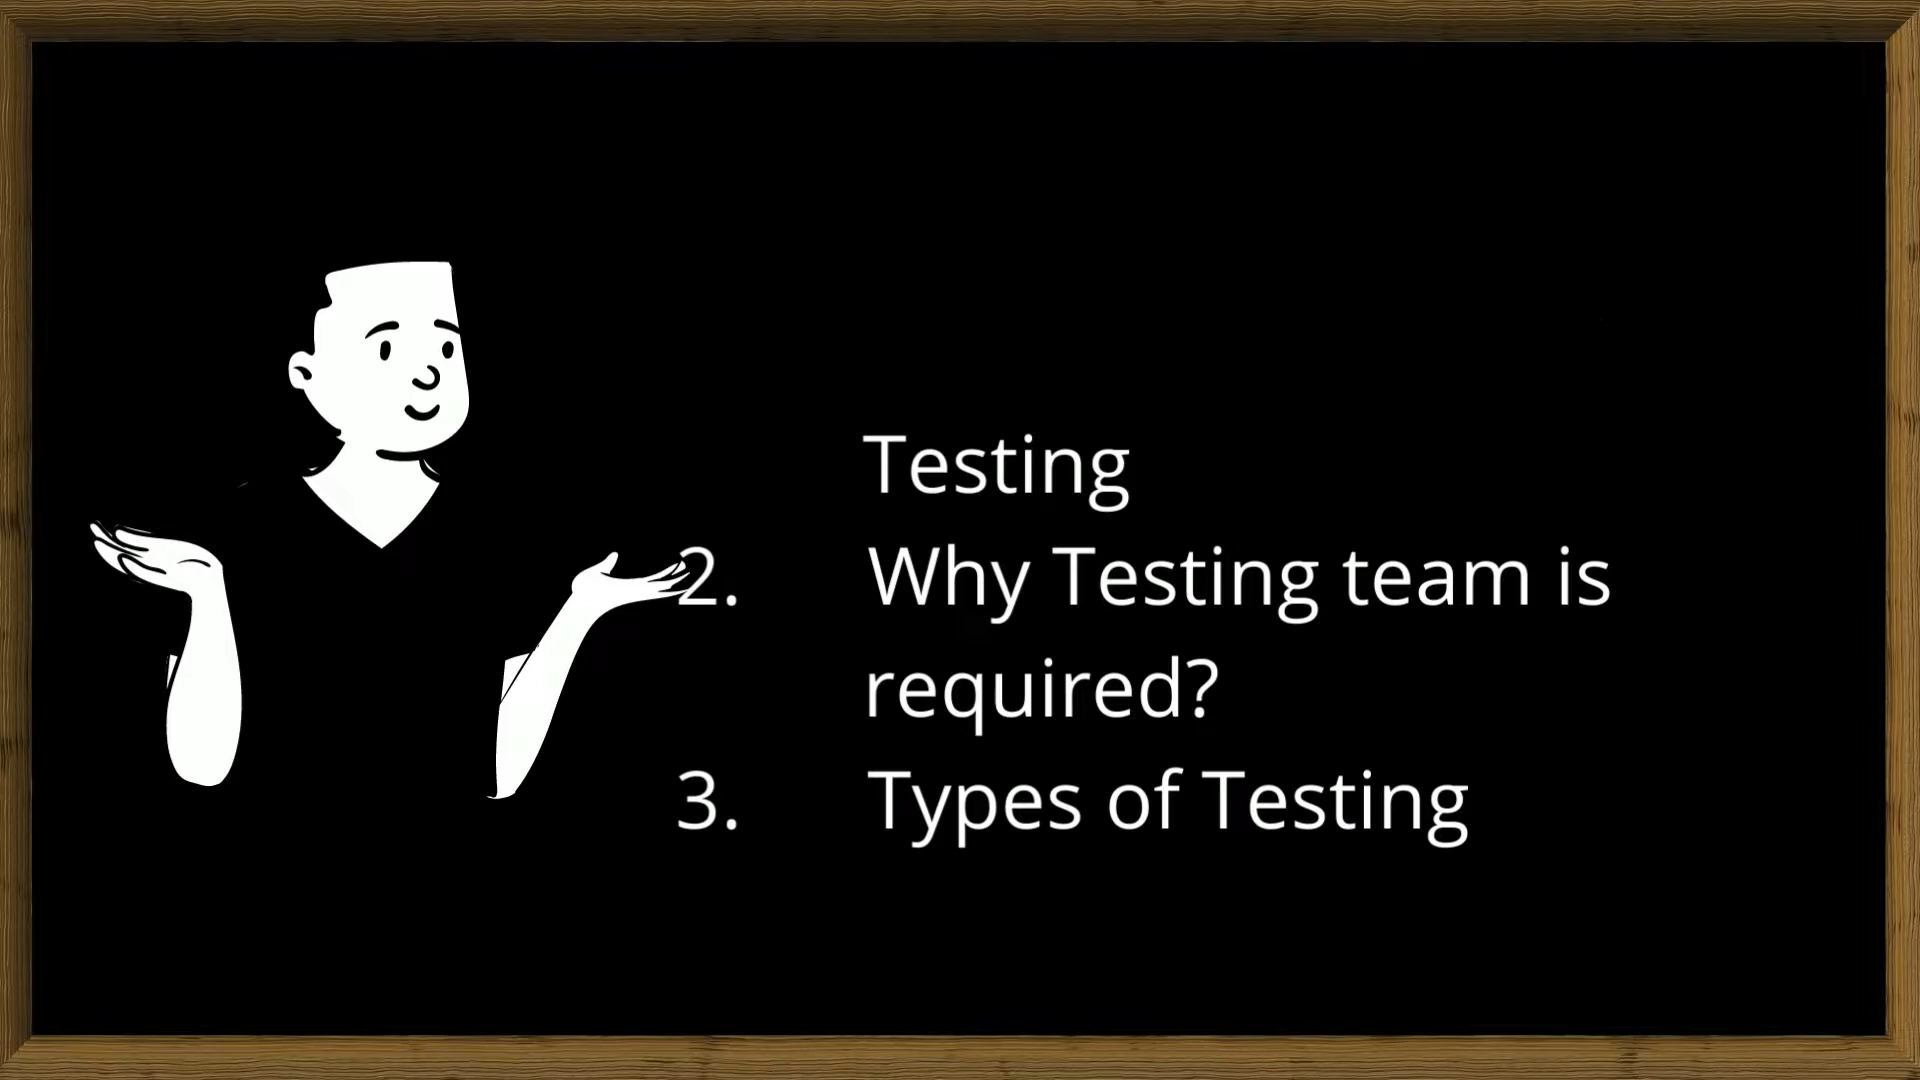 Testing
2. Why Testing team is
required?
3. Types of Testing